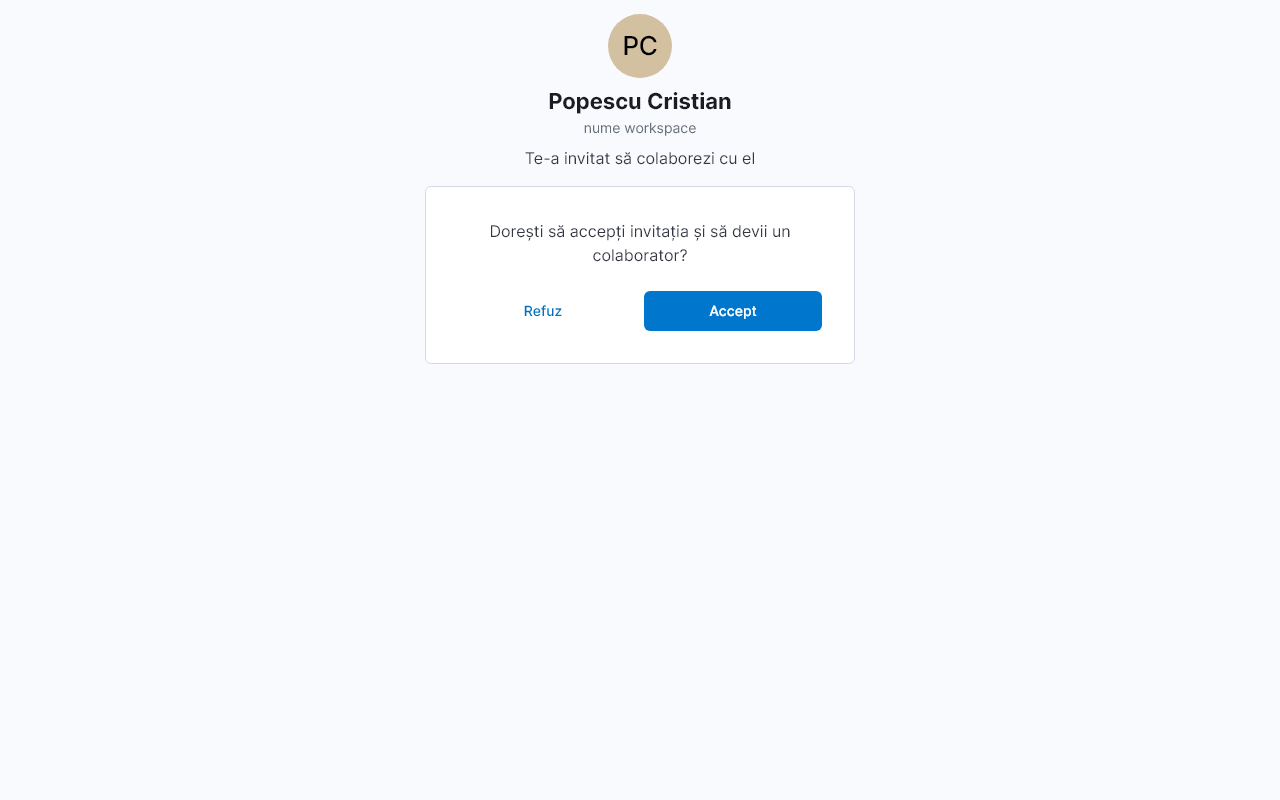 PC
Popescu Cristian
nume workspace
Te-a invitat să colaborezi cu el
Dorești să accepți invitația și să devii un
colaborator?
Refuz
Accept